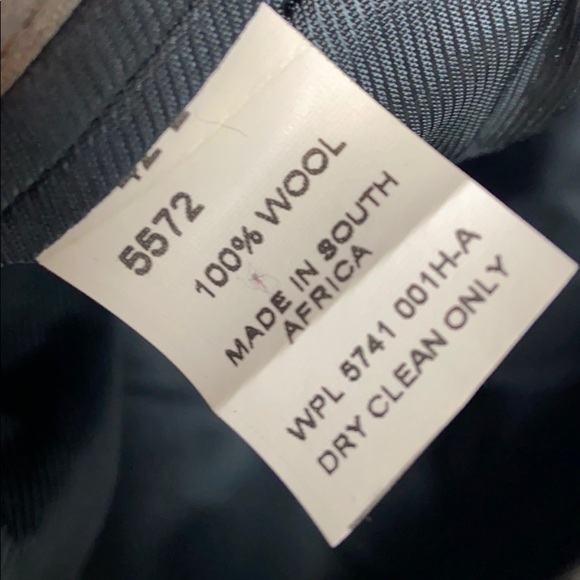 5572
100% WOOL
MADE IN SOUTH
AFRICA
WPL 5741 001H-A
DRY CLEAN ONLY